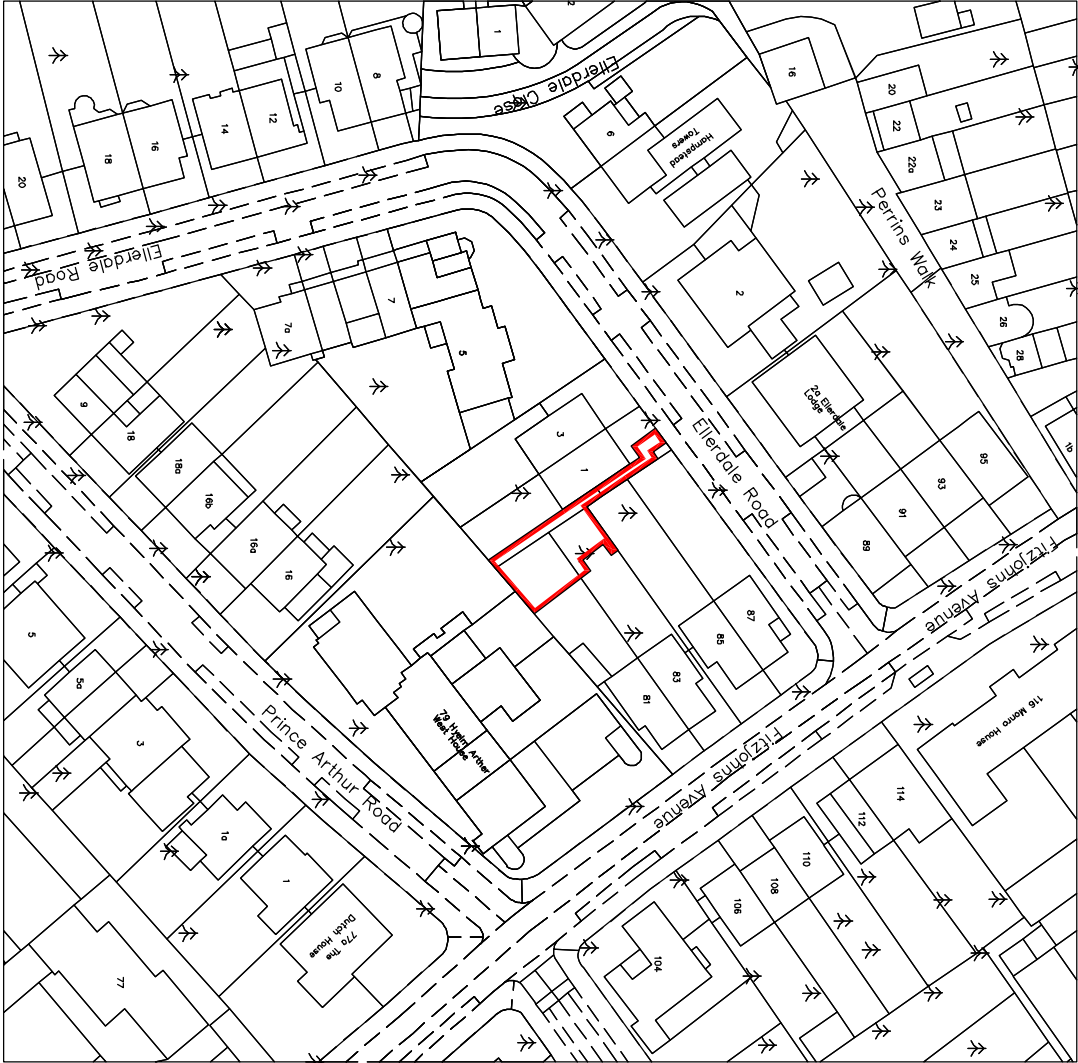 1
2
Ellerdale Close
16
20
22
22a
23
24
25
26
28
1b
Perrins Walk
10
8
12
14
16
18
20
6
Hampstead
Towers
2
2a Ellerdale
Lodge
95
93
91
89
Ellerdale Road
Ellerdale Road
7
7a
5
3
1
9
18
18a
16b
16a
16
87
85
83
81
Fitzjohns Avenue
Fitzjohns Avenue
116 Monro House
114
112
110
108
106
104
79 Hyelm Arther
West House
Prince Arthur Road
5
5a
3
1a
1
77a The
Dutch House
77